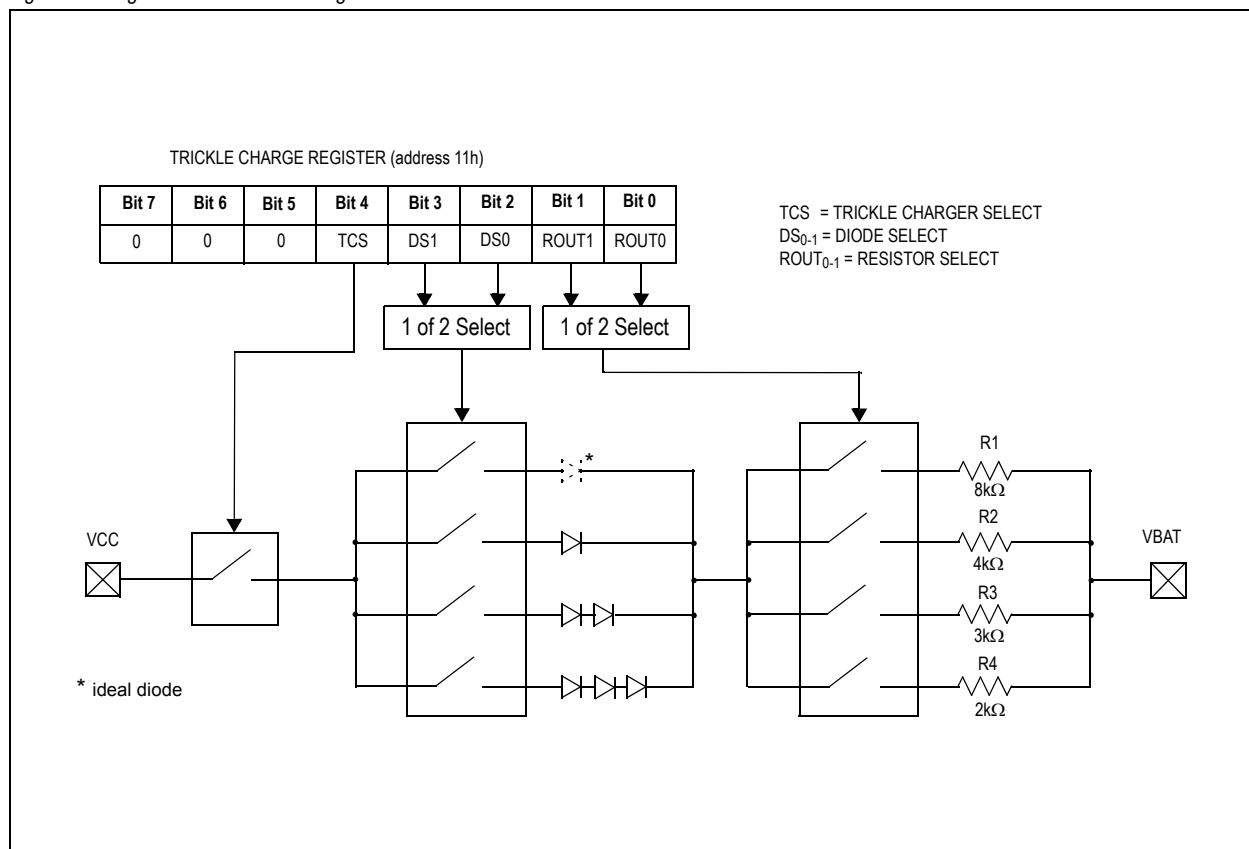 TRICKLE CHARGE REGISTER (address 11h)
Bit 7 Bit 6 Bit 5 Bit 4 Bit 3 Bit 2 Bit 1 Bit 0
0 0 0 TCS DS1 DS0 ROUT1 ROUT0
TCS = TRICKLE CHARGER SELECT
DS0-1 = DIODE SELECT
ROUT0-1 = RESISTOR SELECT
1 of 2 Select 1 of 2 Select
*
R1
8kΩ
VCC
R2
4kΩ
VBAT
R3
3kΩ
R4
2kΩ
* ideal diode